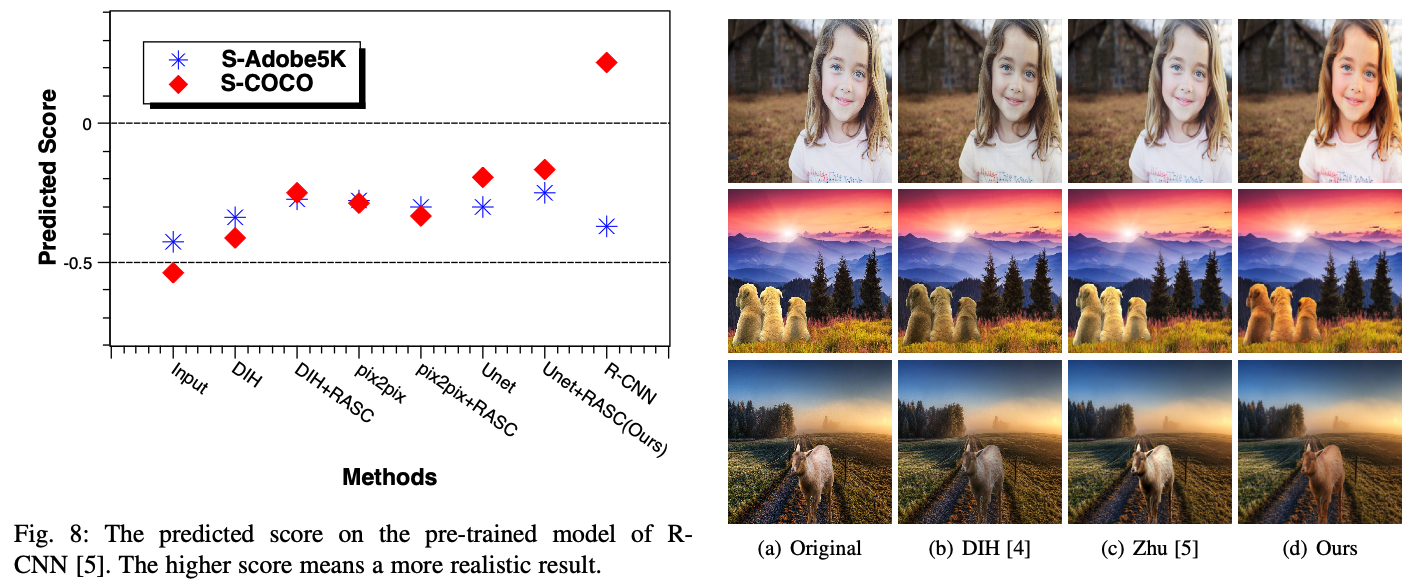 S-Adobe5K
S-COCO
Predicted Score
0
-0.5
Input
DIH
DIH+RASC
pix2pix
pix2pix+RASC
Unet
Unet+RASC(Ours)
R-CNN
Methods
Fig. 8: The predicted score on the pre-trained model of R-
CNN [5]. The higher score means a more realistic result.
(a) Original
(b) DIH [4]
(c) Zhu [5]
(d) Ours